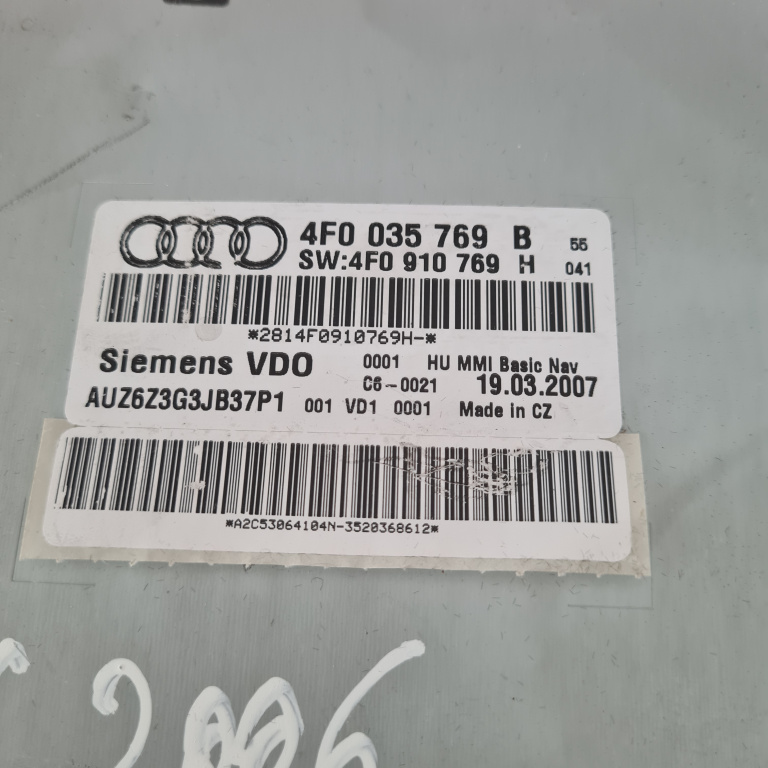 4F0 035 769 B 55
SW:4F0 910 769 H 041
*2814F0910769H-*
Siemens VDO 0001 HU MMI Basic Nav
C6-0021 19.03.2007
AUZ6Z3G3JB37P1 001 VD1 0001 Made in CZ
*A2C53064104N-3520368612*
2006